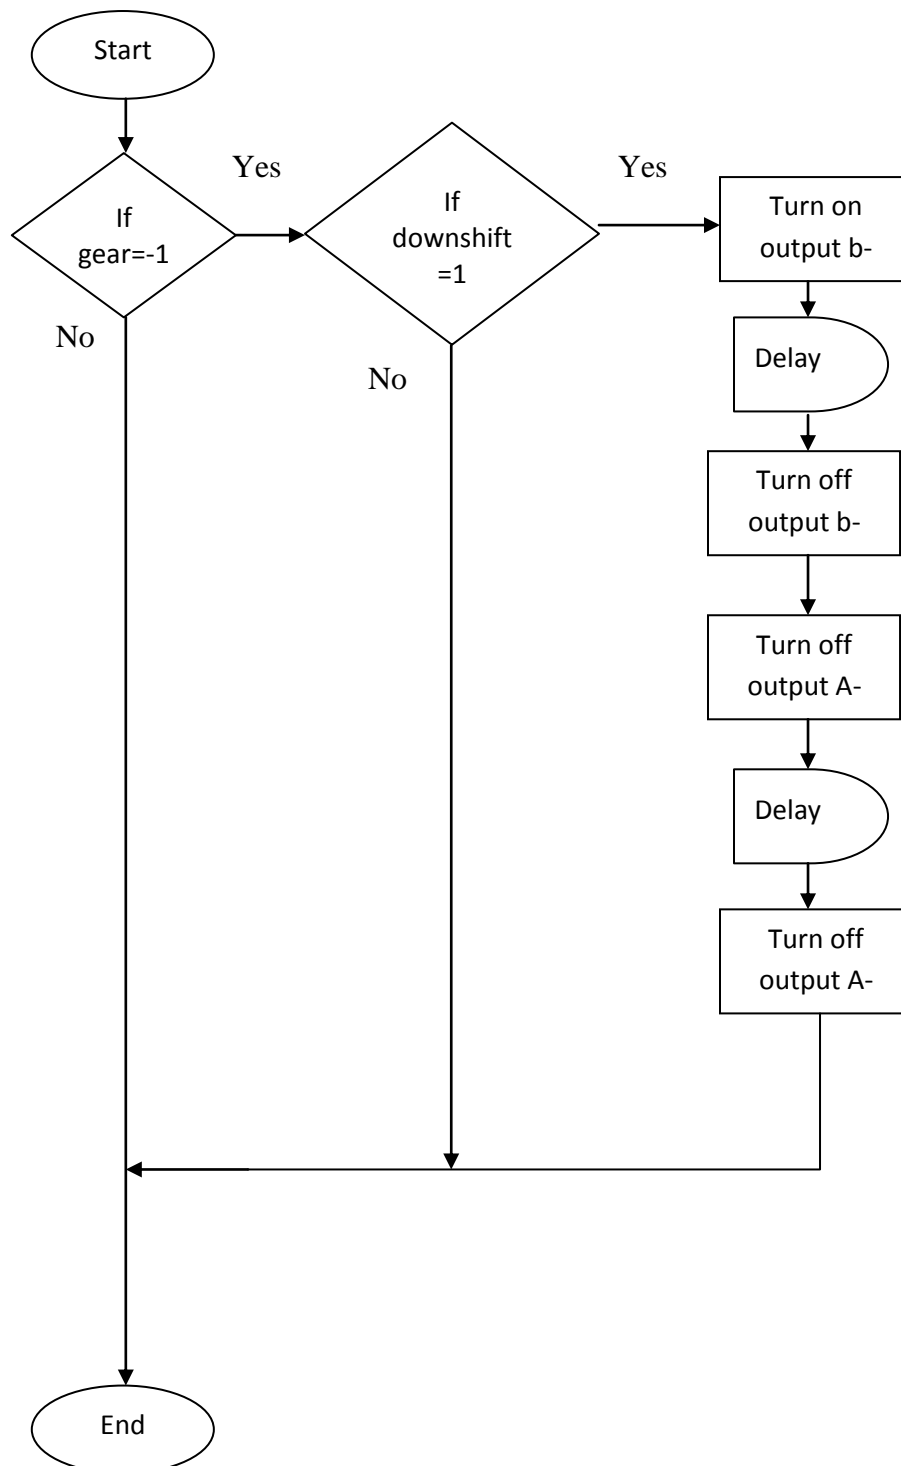 Start
If
gear=-1
Yes
No
If
downshift
=1
Yes
No
Turn on
output b-
Delay
Turn off
output b-
Turn off
output A-
Delay
Turn off
output A-
End